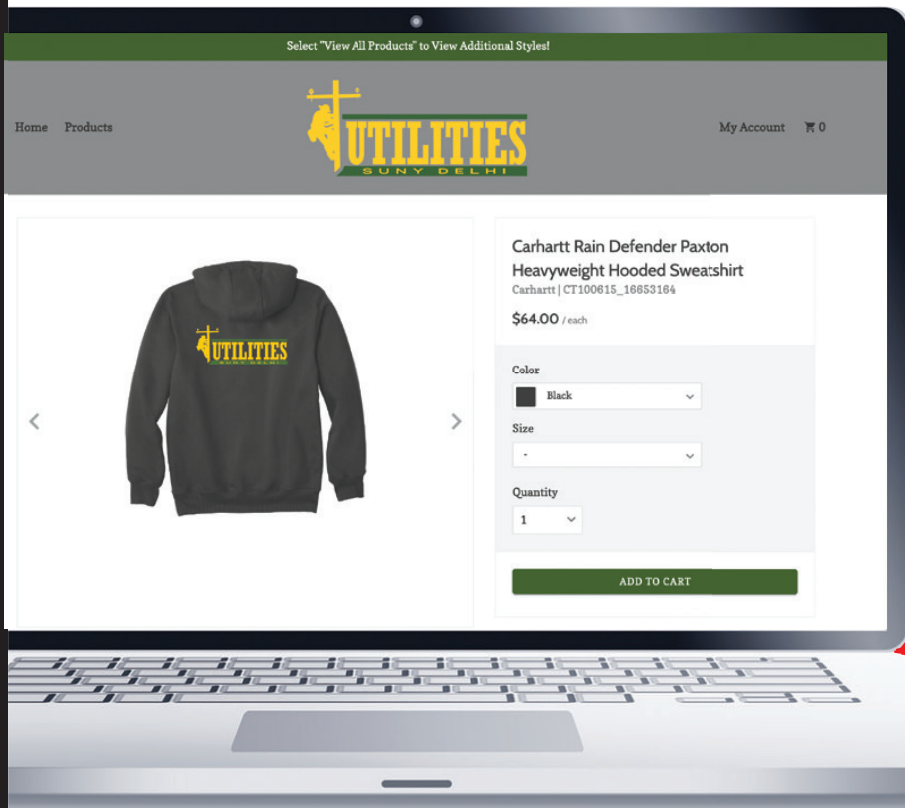 Select "View All Products" to View Additional Styles!
Home Products
UTILITIES
SUNY DELHI
My Account 0
UTILITIES
SUNY DELHI
Carhartt Rain Defender Paxton
Heavyweight Hooded Sweatshirt
Carhartt | CT100615_16653164
$64.00 / each
Color
Black
Size
-
Quantity
1
ADD TO CART